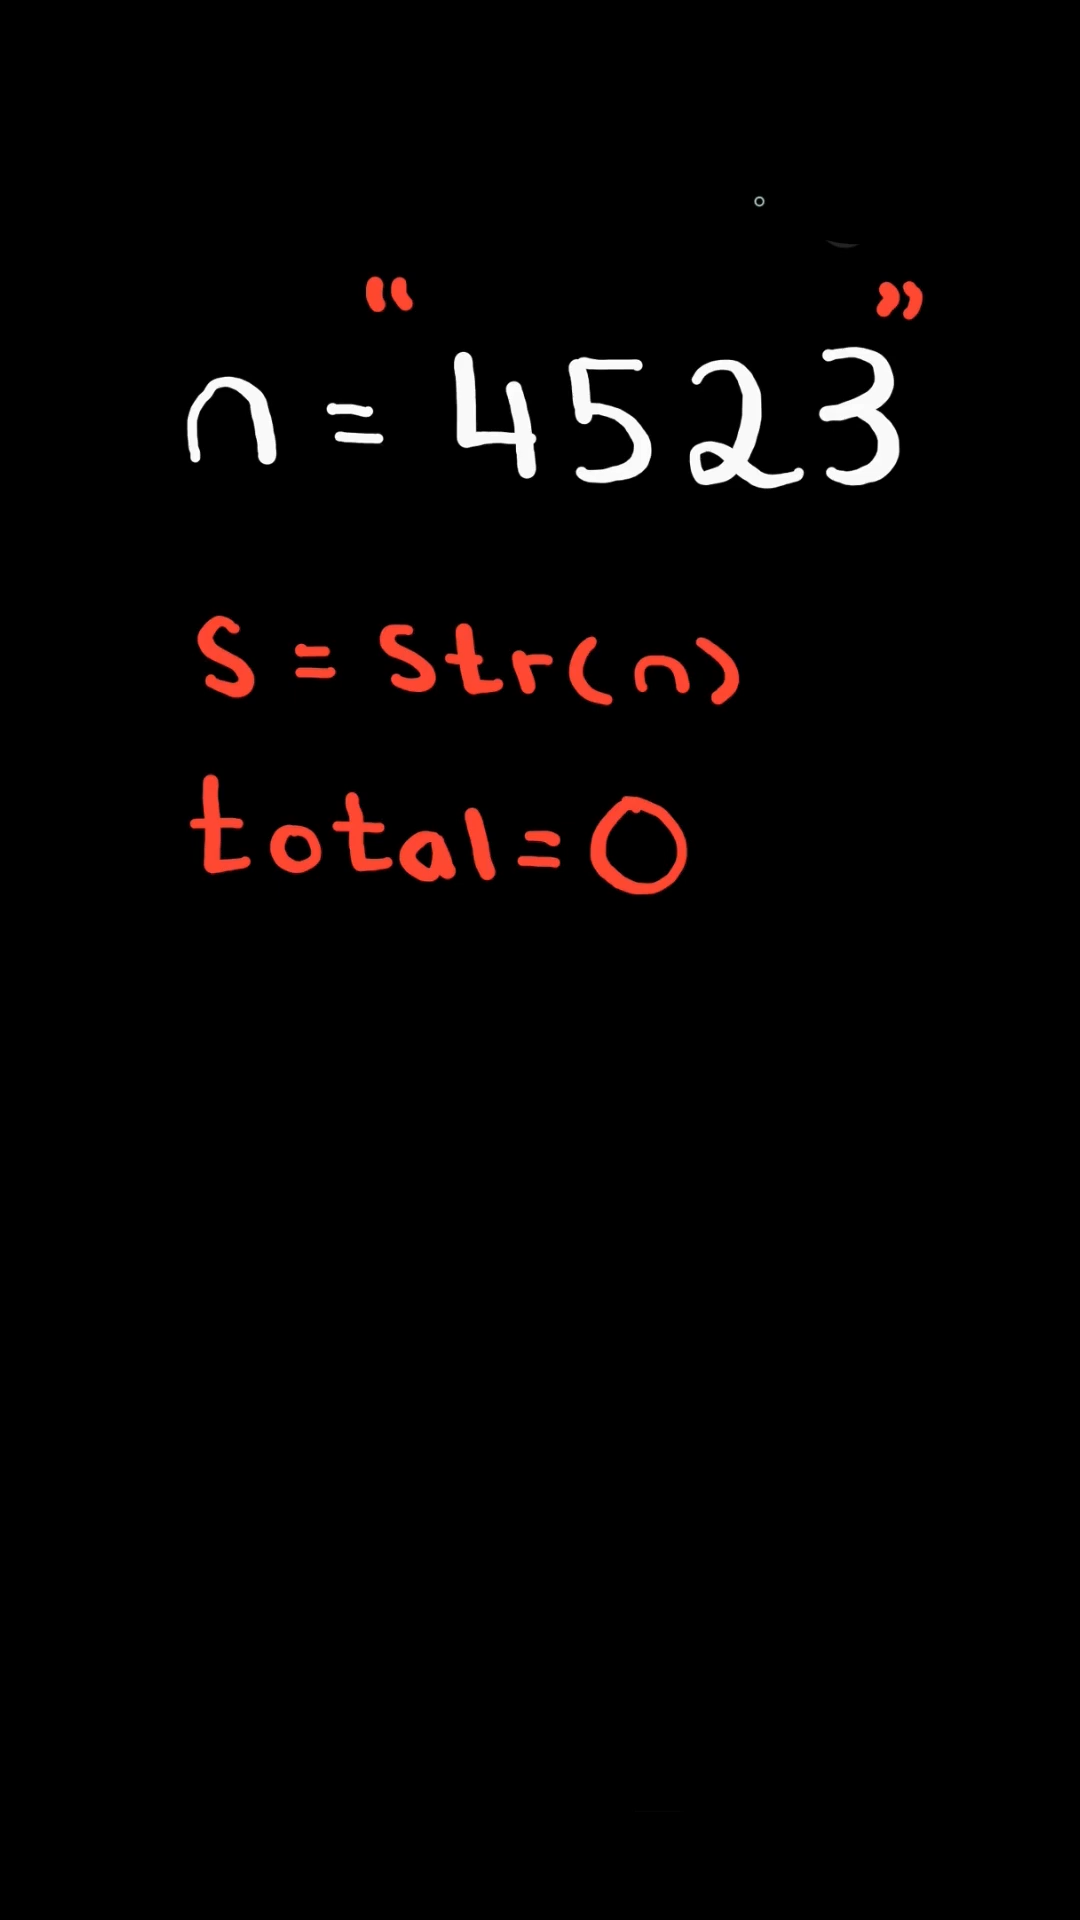 n = “4523”
S = Str(n)
total = 0